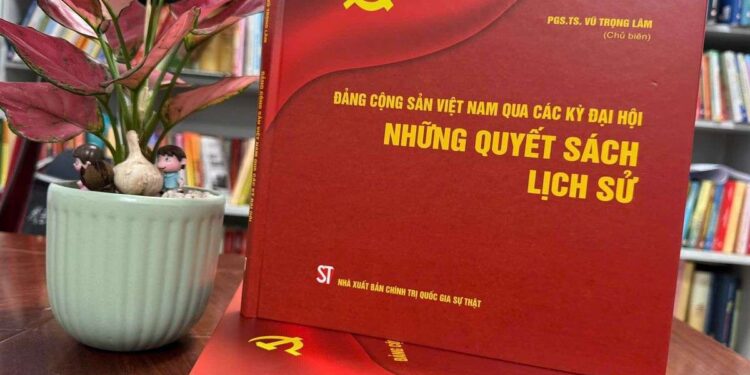 PGS.TS. VŨ TRỌNG LÂM
(Chủ biên)
ĐẢNG CỘNG SẢN VIỆT NAM QUA CÁC KỲ ĐẠI HỘI
NHỮNG QUYẾT SÁCH
LỊCH SỬ
ST
NHÀ XUẤT BẢN CHÍNH TRỊ QUỐC GIA SỰ THẬT
ĐẢNG